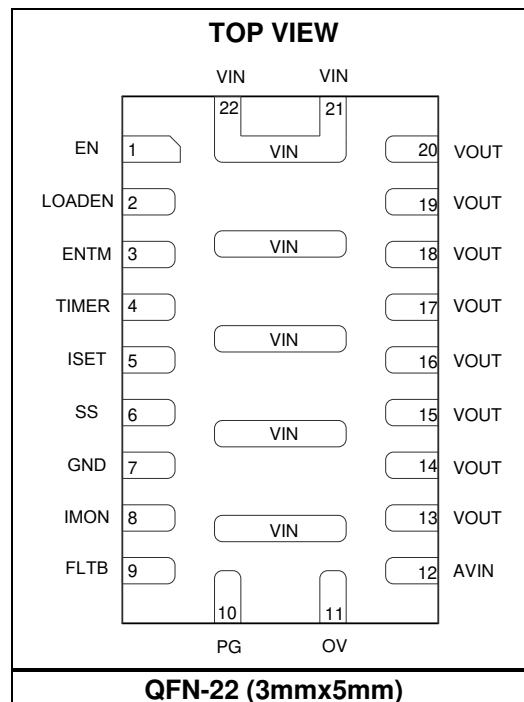 TOP VIEW
VIN VIN
22 21
EN 1 VIN 20 VOUT
LOADEN 2 19 VOUT
ENTM 3 VIN 18 VOUT
TIMER 4 17 VOUT
VIN
ISET 5 16 VOUT
SS 6 15 VOUT
VIN
GND 7 14 VOUT
IMON 8 13 VOUT
VIN
FLTB 9 12 AVIN
10 11
PG OV
QFN-22 (3mmx5mm)